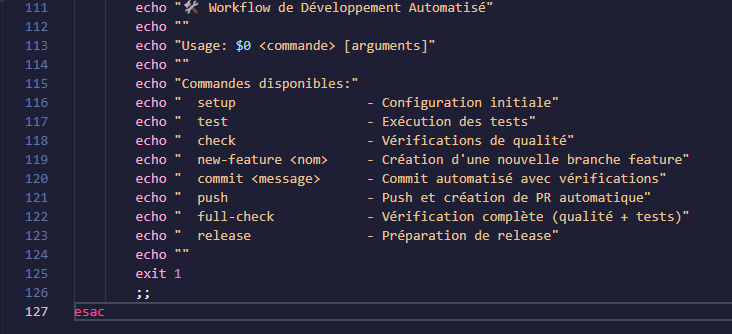 111 echo "🛠️ Workflow de Développement Automatisé"
112 echo ""
113 echo "Usage: $0 <commande> [arguments]"
114 echo ""
115 echo "Commandes disponibles:"
116 echo "  setup                - Configuration initiale"
117 echo "  test                 - Exécution des tests"
118 echo "  check                - Vérifications de qualité"
119 echo "  new-feature <nom>     - Création d'une nouvelle branche feature"
120 echo "  commit <message>      - Commit automatisé avec vérifications"
121 echo "  push                 - Push et création de PR automatique"
122 echo "  full-check           - Vérification complète (qualité + tests)"
123 echo "  release              - Préparation de release"
124 echo ""
125 exit 1
126 ;;
127 esac